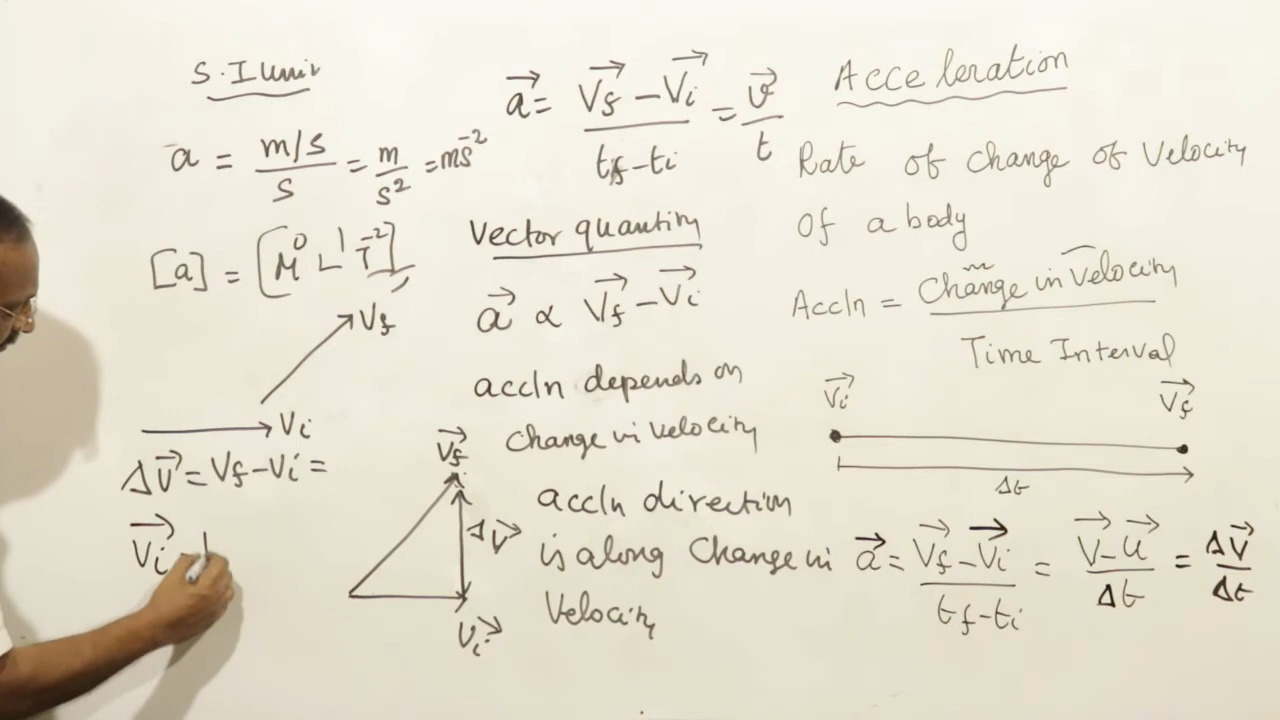 S.I Unit
a = m/s / s = m / s² = ms⁻²
[a] = [M⁰ L¹ T⁻²]
V⃗f - V⃗i
a⃗ = ― = v⃗ / t
tf - ti
Vector quantity
a⃗ ∝ V⃗f - V⃗i
accln depends on
change in velocity
accln direction
is along Change in
Velocity
Acceleration
Rate of change of Velocity
of a body
Accln = Change in Velocity
Time Interval
V⃗i
V⃗f
Δt
a⃗ = V⃗f - V⃗i / tf - ti = V⃗ - u⃗ / Δt = ΔV⃗ / Δt
Vf
Vi
ΔV⃗ = Vf - Vi =
V⃗i
V⃗f
ΔV⃗
V⃗i